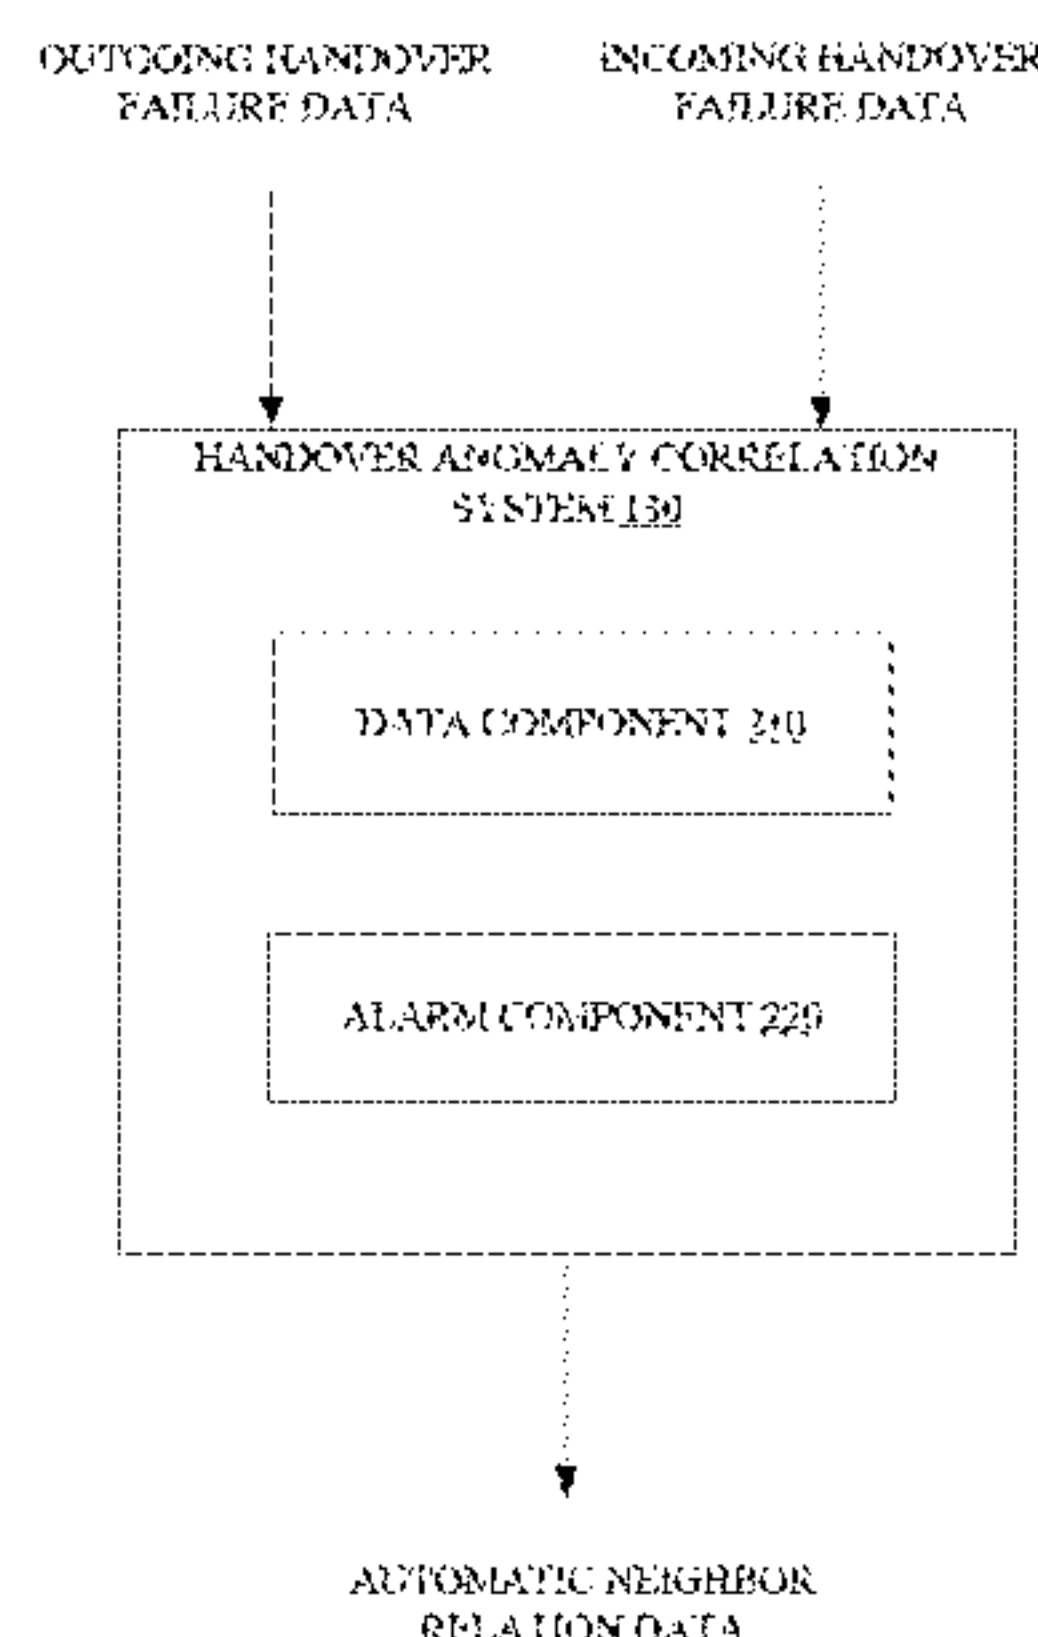 OUTGOING HANDOVER
FAILURE DATA
INCOMING HANDOVER
FAILURE DATA
HANDOVER ANOMALY CORRELATION
SYSTEM
DATA COMPONENT 210
ALARM COMPONENT 220
AUTOMATIC NEIGHBOR
RELATION DATA